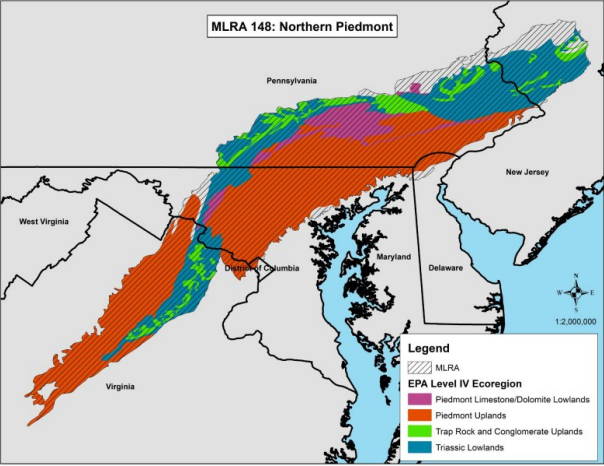 MLRA 148: Northern Piedmont
Pennsylvania
New Jersey
West Virginia
Maryland
District of Columbia
Delaware
N
W E
S
1:2,000,000
Virginia
Legend
MLRA
EPA Level IV Ecoregion
Piedmont Limestone/Dolomite Lowlands
Piedmont Uplands
Trap Rock and Conglomerate Uplands
Triassic Lowlands